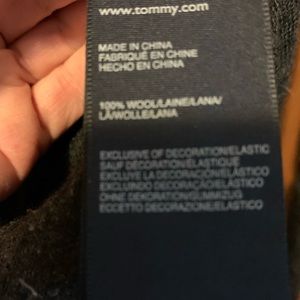 www.tommy.com
MADE IN CHINA
FABRIQUÉ EN CHINE
HECHO EN CHINA
100% WOOL/LAINE/LANA/
LÃ/WOLLE/LANA
EXCLUSIVE OF DECORATION/ELASTIC
SAUF DÉCORATION/ÉLASTIQUE
EXCLUYE LA DECORACIÓN/ELÁSTICO
EXCLUINDO DECORAÇÃO/ELÁSTICO
OHNE DEKORATION/GUMMIZUG
ECCETTO DECORAZIONE/ELASTICO